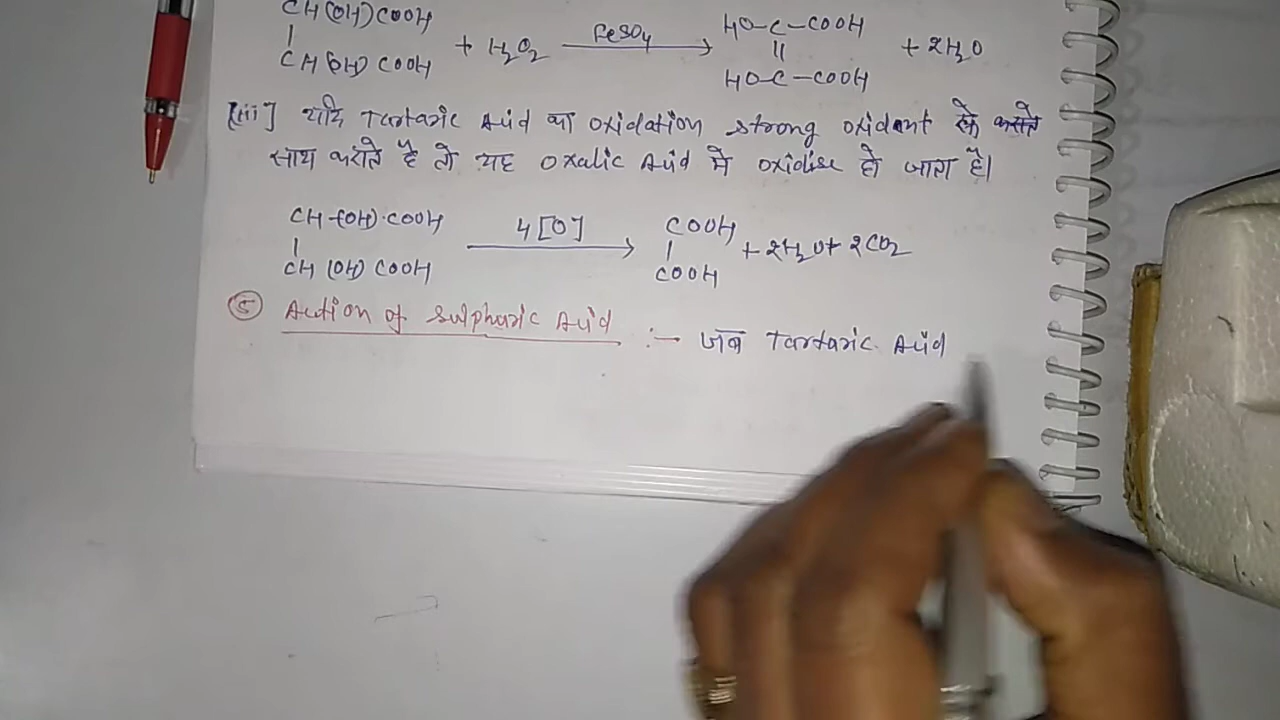 CH(OH)COOH HO-C-COOH
| + H₂O₂ FeSO₄ → || + 2H₂O
CH(OH)COOH HO-C-COOH
[iii] यदि Tartaric Acid का oxidation strong oxidant के कराते
साथ कराते है तो यह oxalic Acid मे oxidise हो जाता है।
CH-(OH)·COOH 4[O] COOH
| → | + 2H₂O + 2CO₂
CH(OH)COOH COOH
(5) Action of Sulphuric Acid :- जब Tartaric Acid